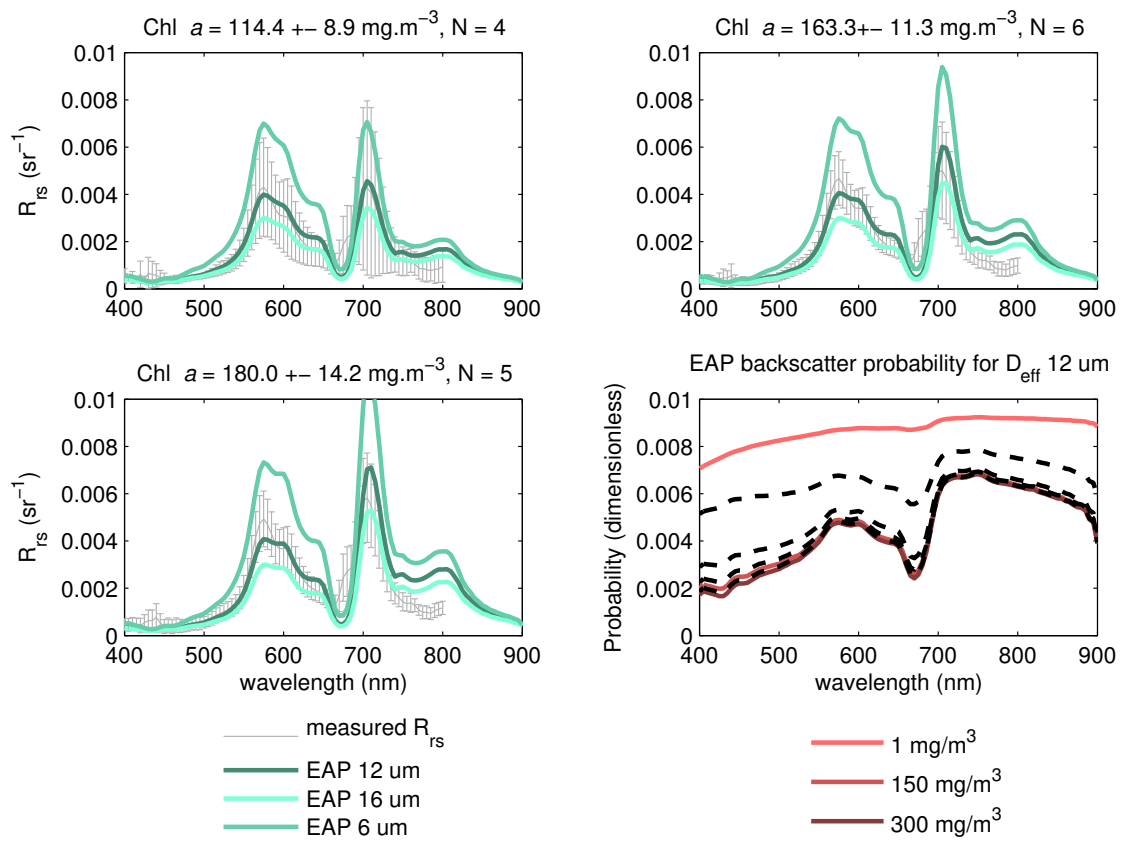 Chl a = 114.4 +− 8.9 mg.m−3, N = 4
0.01
0.008
0.006
0.004
0.002
0
Rrs (sr−1)
400 500 600 700 800 900
Chl a = 163.3+− 11.3 mg.m−3, N = 6
0.01
0.008
0.006
0.004
0.002
0
400 500 600 700 800 900
Chl a = 180.0 +− 14.2 mg.m−3, N = 5
0.01
0.008
0.006
0.004
0.002
0
Rrs (sr−1)
400 500 600 700 800 900
wavelength (nm)
EAP backscatter probability for Deff 12 um
0.01
0.008
0.006
0.004
0.002
0
Probability (dimensionless)
400 500 600 700 800 900
wavelength (nm)
measured Rrs
EAP 12 um
EAP 16 um
EAP 6 um
1 mg/m3
150 mg/m3
300 mg/m3